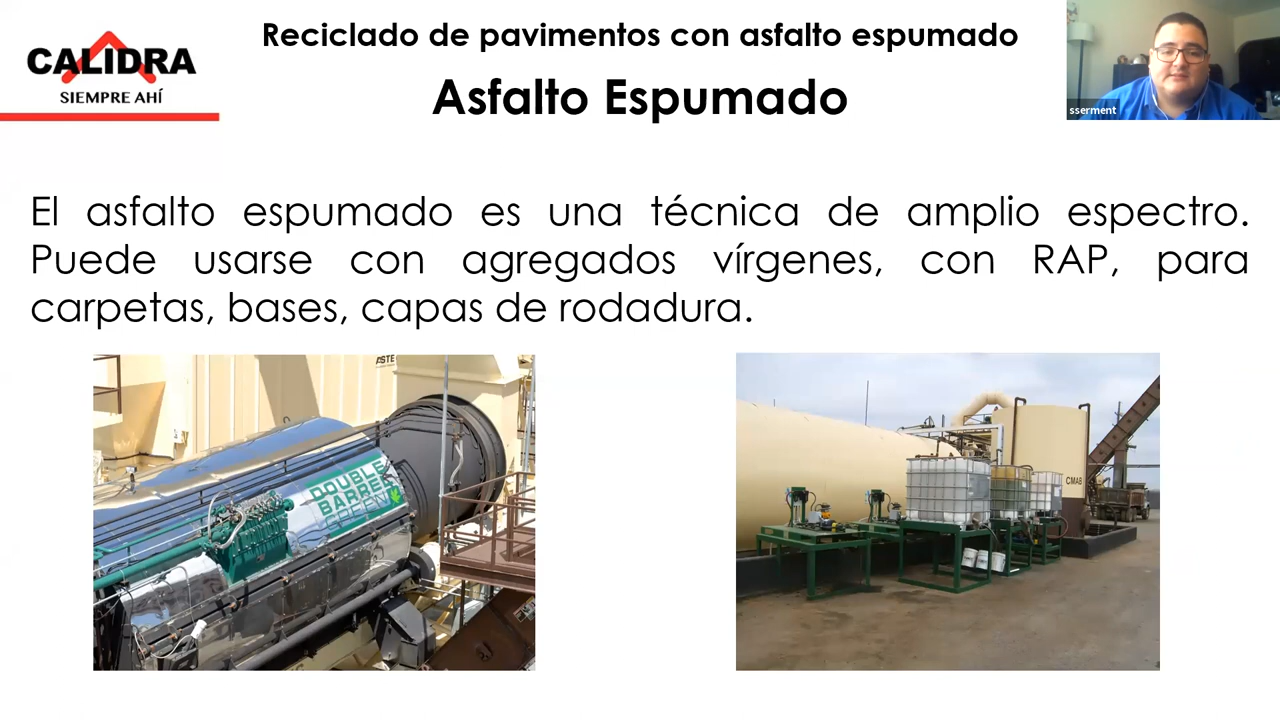 Reciclado de pavimentos con asfalto espumado
CALIDRA
SIEMPRE AHÍ
Asfalto Espumado
sserment
El asfalto espumado es una técnica de amplio espectro.
Puede usarse con agregados vírgenes, con RAP, para
carpetas, bases, capas de rodadura.
ASTE
DOUBLE
BARREL
GREEN
CMAB